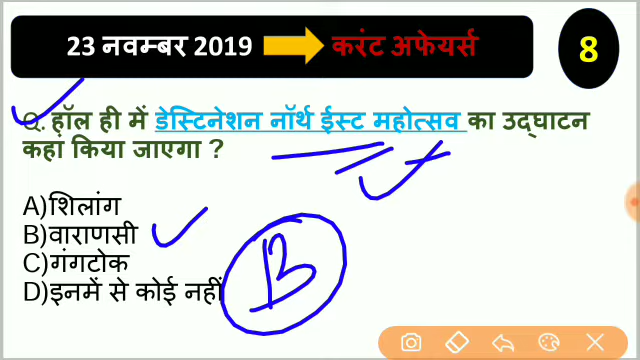 23 नवम्बर 2019 करंट अफेयर्स 8
Q. हॉल ही में डेस्टिनेशन नॉर्थ ईस्ट महोत्सव का उद्घाटन
कहां किया जाएगा ?
A)शिलांग
B)वाराणसी
C)गंगटोक
D)इनमें से कोई नहीं
B